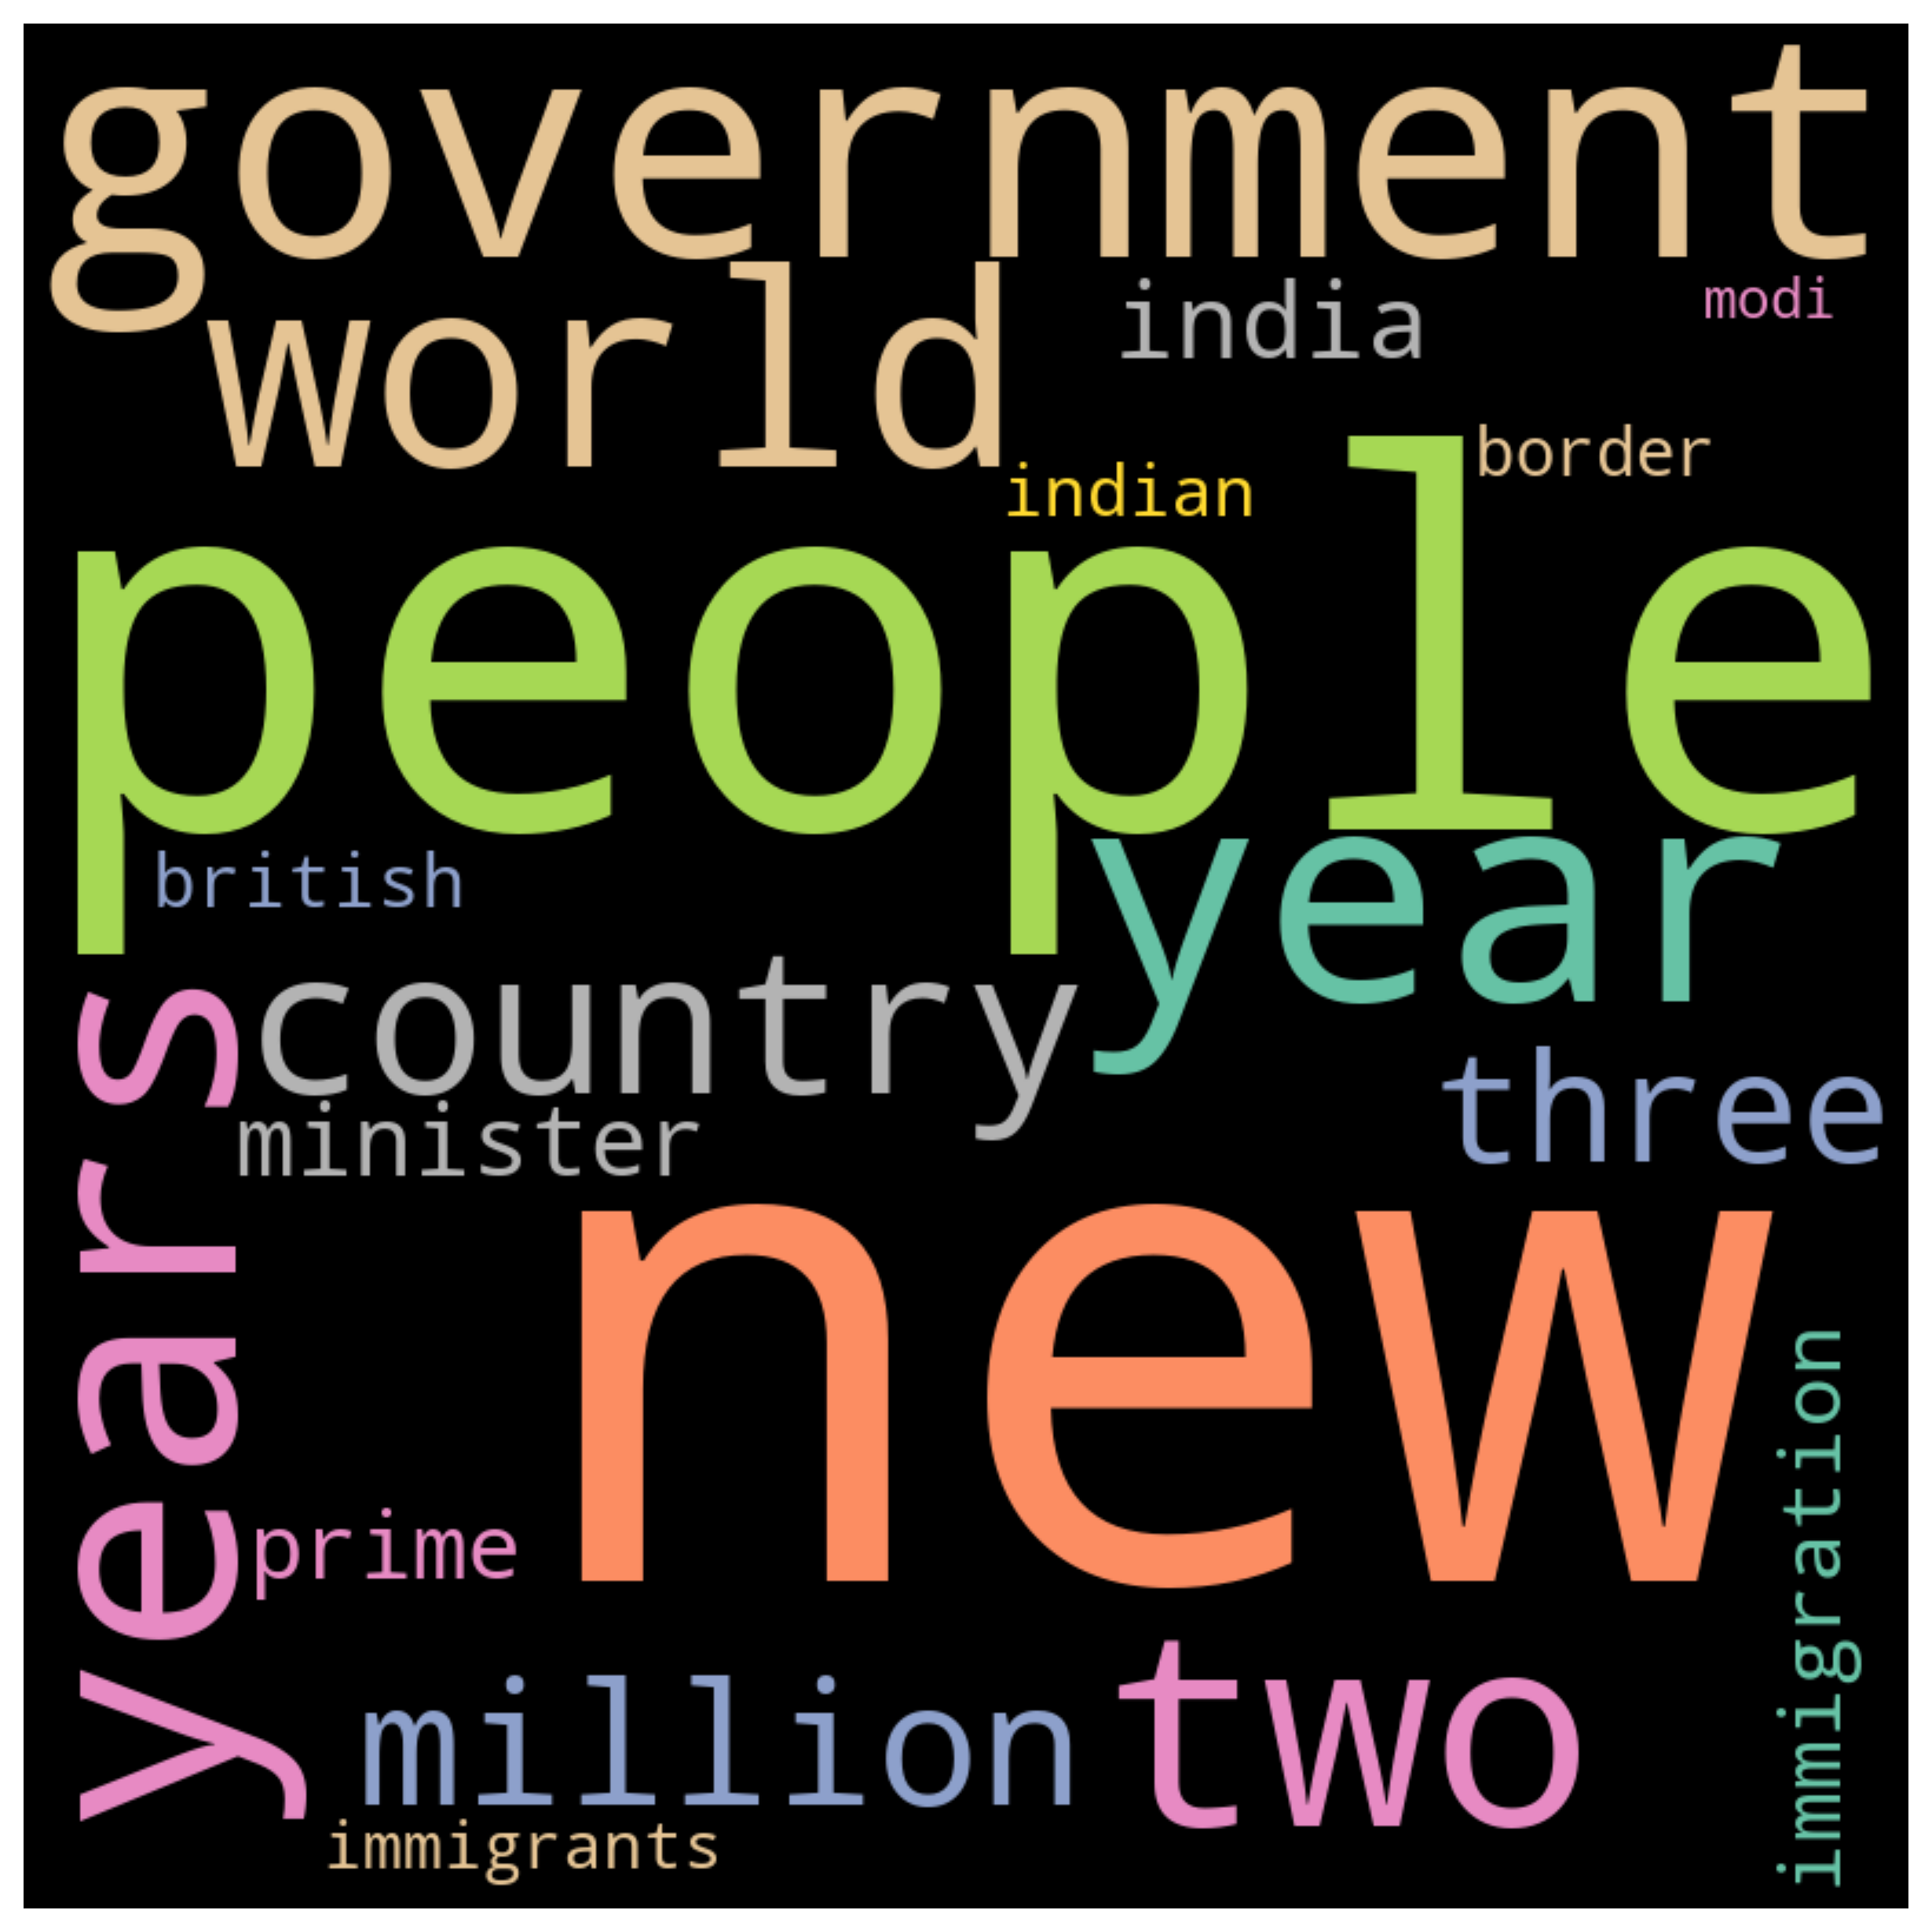 government
world
india
modi
border
indian
people
british
year
country
years
three
minister
new
prime
immigration
million
two
immigrants